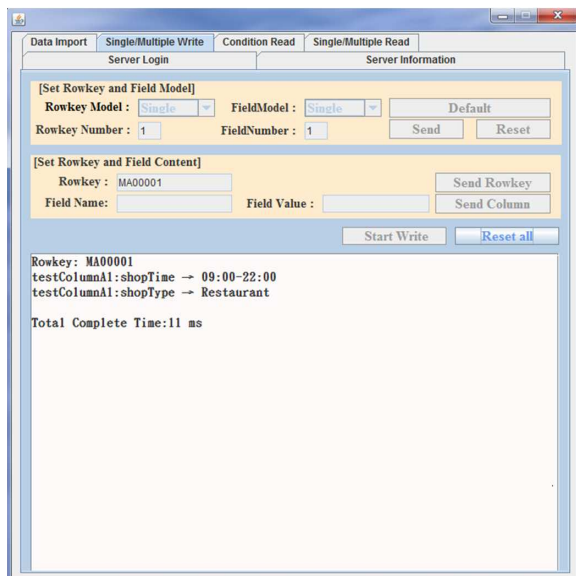 Data Import Single/Multiple Write Condition Read Single/Multiple Read
Server Login Server Information
[Set Rowkey and Field Model]
Rowkey Model : Single FieldModel : Single Default
Rowkey Number : 1 FieldNumber : 1 Send Reset
[Set Rowkey and Field Content]
Rowkey : MA00001 Send Rowkey
Field Name: Field Value : Send Column
Start Write Reset all
Rowkey: MA00001
testColumnA1:shopTime → 09:00-22:00
testColumnA1:shopType → Restaurant
Total Complete Time:11 ms